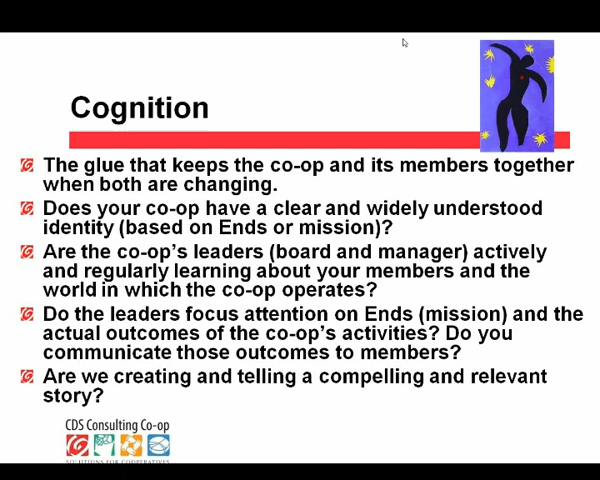 Cognition
The glue that keeps the co-op and its members together
when both are changing.
Does your co-op have a clear and widely understood
identity (based on Ends or mission)?
Are the co-op's leaders (board and manager) actively
and regularly learning about your members and the
world in which the co-op operates?
Do the leaders focus attention on Ends (mission) and the
actual outcomes of the co-op's activities? Do you
communicate those outcomes to members?
Are we creating and telling a compelling and relevant
story?
CDS Consulting Co-op
SOLUTIONS FOR COOPERATIVES